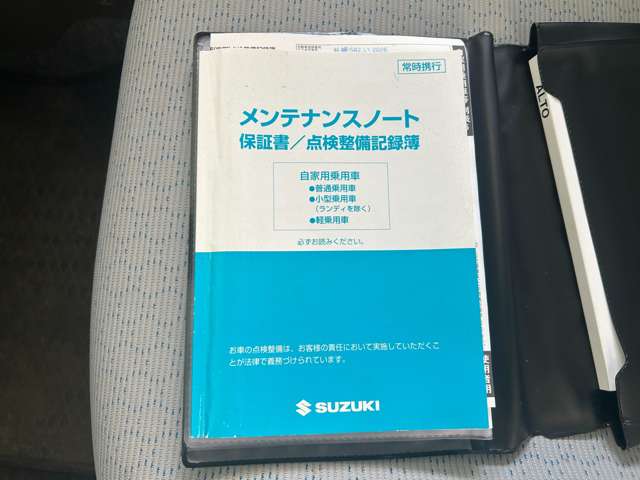 常時携行
メンテナンスノート
保証書／点検整備記録簿
自家用乗用車
●普通乗用車
●小型乗用車
（ランディを除く）
●軽乗用車
必ずお読みください。
お車の点検整備は、お客様の責任において実施していただくこ
とが法律で義務づけられています。
SUZUKI
ALTO
使用者用